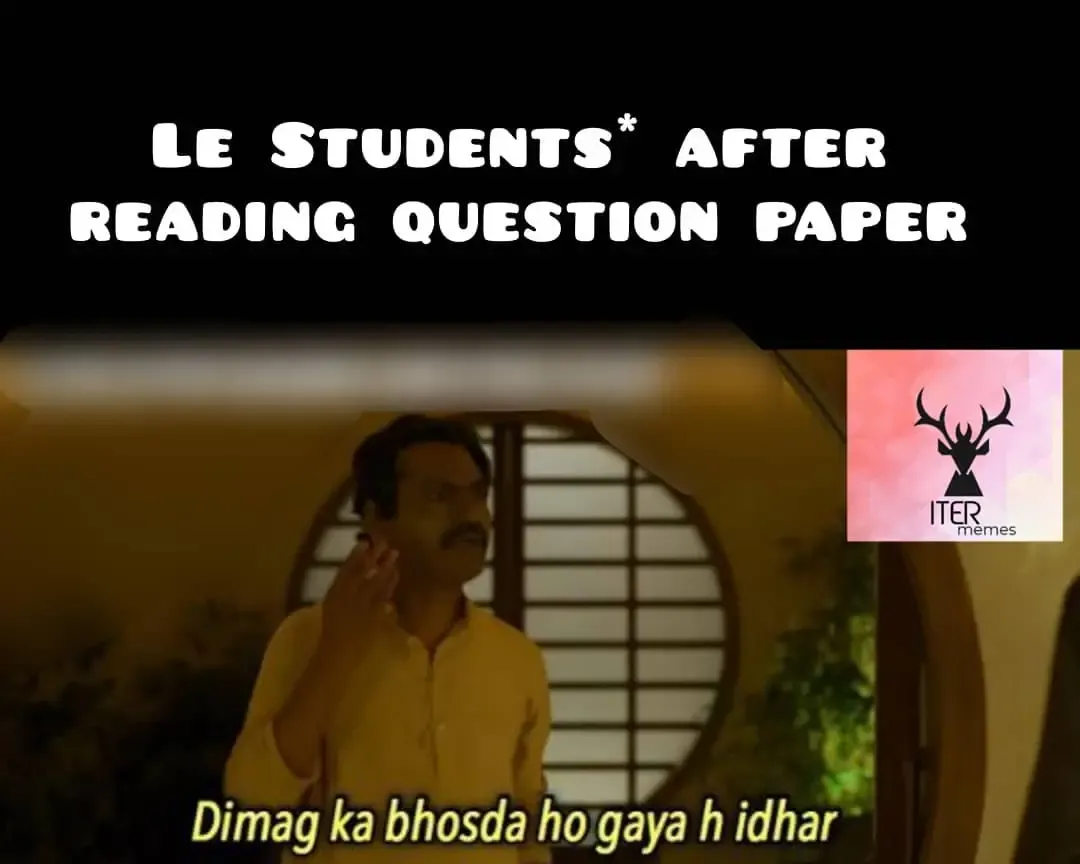 Le Students* after
reading question paper
ITER
memes
Dimag ka bhosda ho gaya h idhar